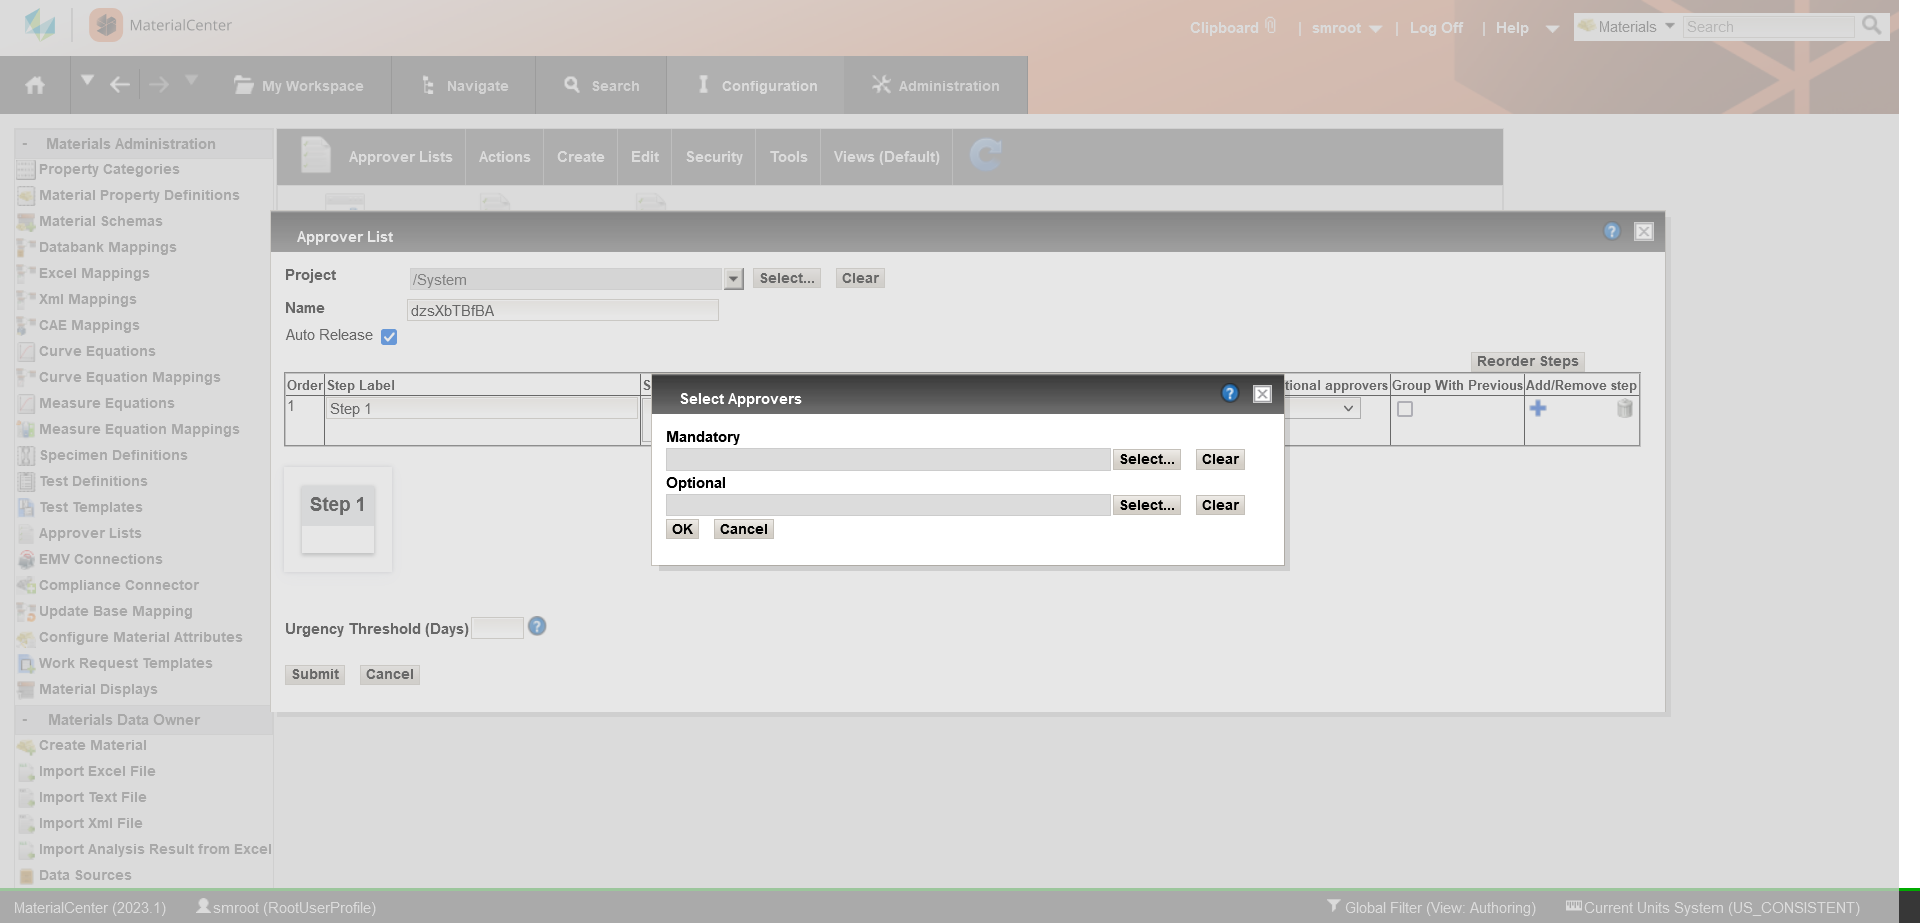 MaterialCenter
Clipboard | smroot | Log Off | Help Materials Search
My Workspace Navigate Search Configuration Administration
- Materials Administration
Property Categories
Material Property Definitions
Material Schemas
Databank Mappings
Excel Mappings
Xml Mappings
CAE Mappings
Curve Equations
Curve Equation Mappings
Measure Equations
Measure Equation Mappings
Specimen Definitions
Test Definitions
Test Templates
Approver Lists
EMV Connections
Compliance Connector
Update Base Mapping
Configure Material Attributes
Work Request Templates
Material Displays
- Materials Data Owner
Create Material
Import Excel File
Import Text File
Import Xml File
Import Analysis Result from Excel
Data Sources
Approver Lists Actions Create Edit Security Tools Views (Default)
Approver List ?
Project /System Select... Clear
Name dzsXbTBfBA
Auto Release
Reorder Steps
Order Step Label S tional approvers Group With Previous Add/Remove step
1 Step 1
Select Approvers ?
Mandatory
Select... Clear
Optional
Select... Clear
OK Cancel
Step 1
Urgency Threshold (Days) ?
Submit Cancel
MaterialCenter (2023.1) smroot (RootUserProfile) Global Filter (View: Authoring) Current Units System (US_CONSISTENT)